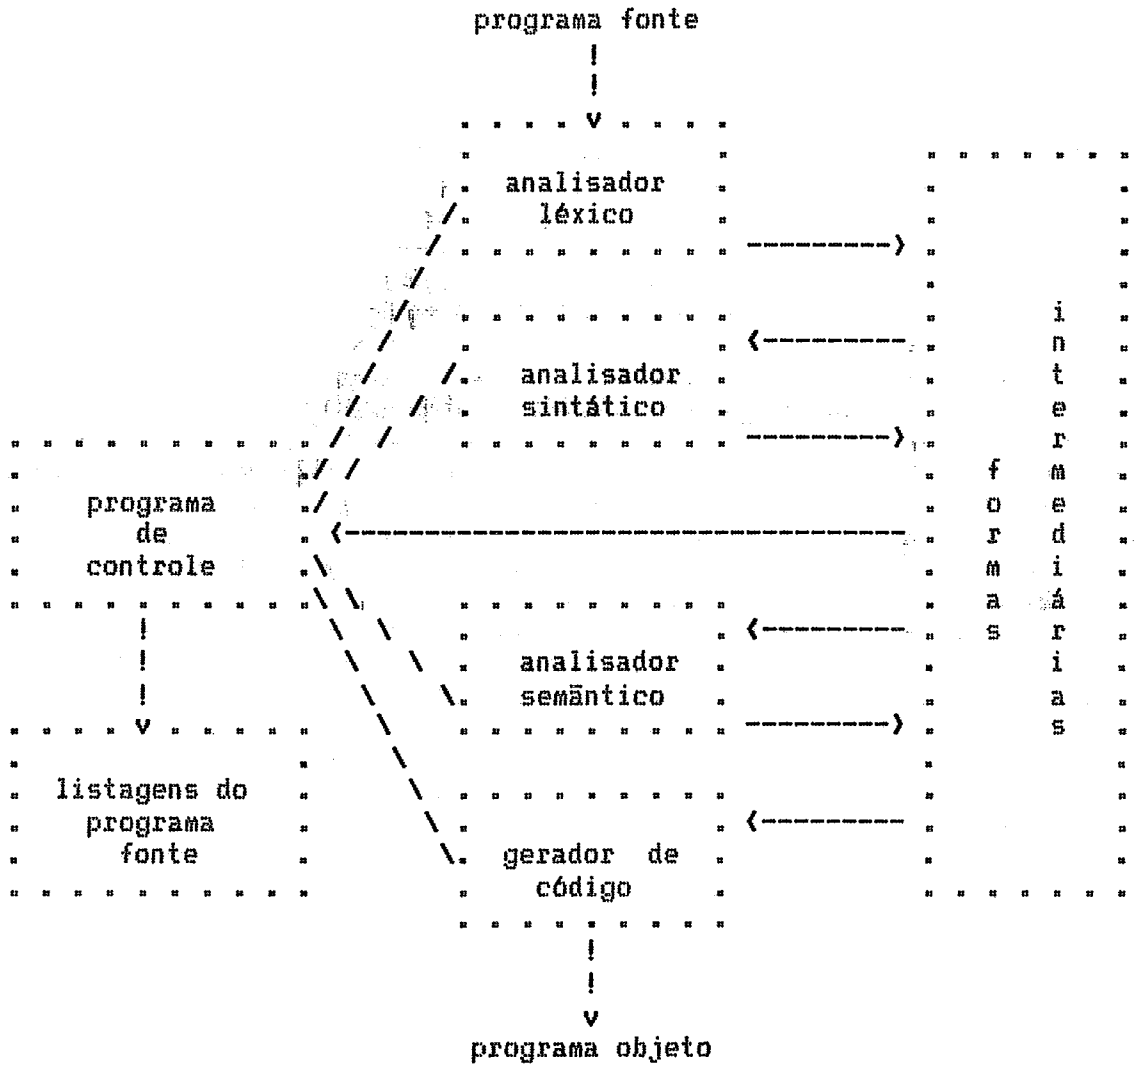 programa fonte
analisador
léxico
analisador
sintático
programa
de
controle
formas
intermediárias
analisador
semântico
listagens do
programa
fonte
gerador de
código
programa objeto